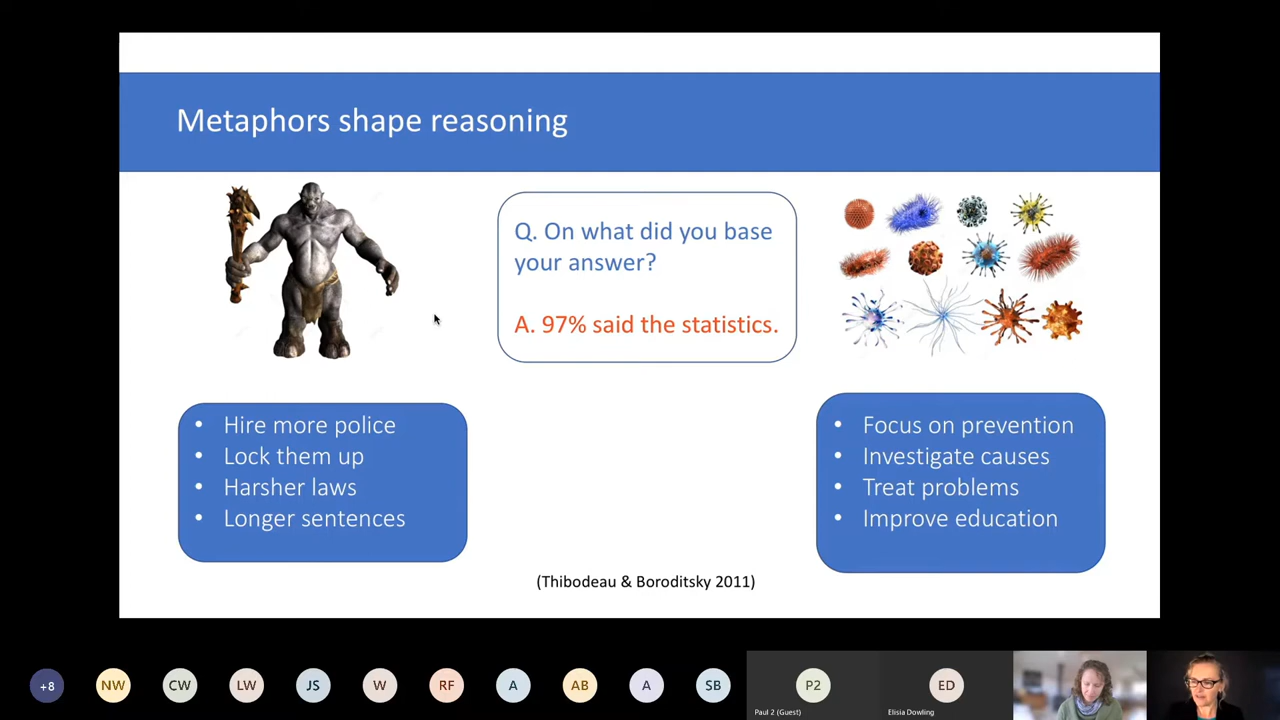 Metaphors shape reasoning
Q. On what did you base
your answer?
A. 97% said the statistics.
• Hire more police
• Lock them up
• Harsher laws
• Longer sentences
• Focus on prevention
• Investigate causes
• Treat problems
• Improve education
(Thibodeau & Boroditsky 2011)
+8
NW
CW
LW
JS
W
RF
A
AB
A
SB
P2
ED
Paul 2 (Guest)
Elisia Dowling